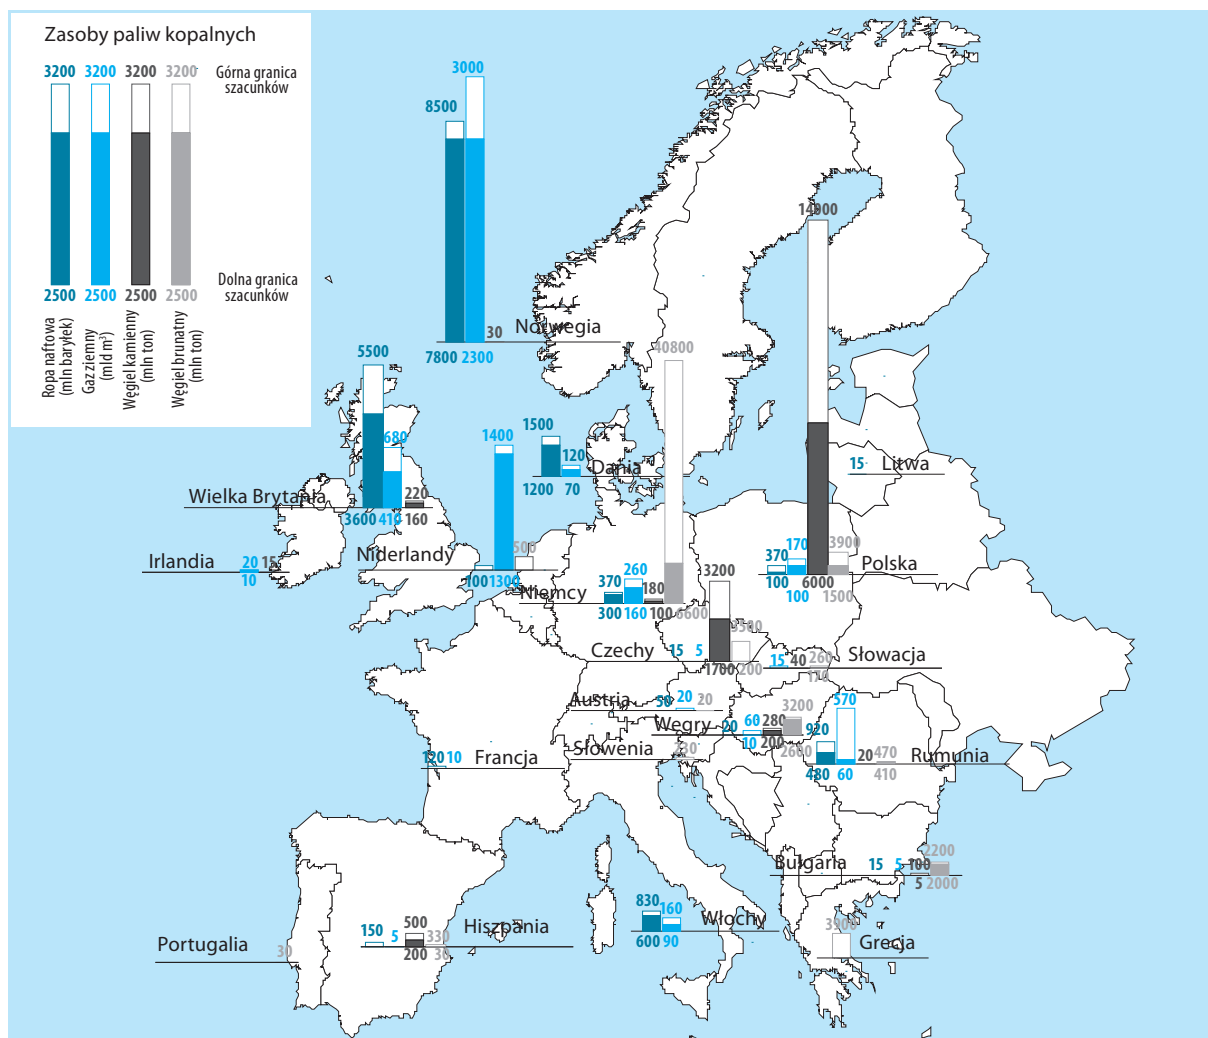 Zasoby paliw kopalnych
3200 3200 3200 3200
Górna granica
szacunków
Dolna granica
szacunków
2500 2500 2500 2500
Ropa naftowa
(mln baryłek)
Gaz ziemny
(mld m³)
Węgiel kamienny
(mln ton)
Węgiel brunatny
(mln ton)
3000
8500
30
Norwegia
7800 2300
14000
40800
5500
680
220
Wielka Brytania
3600 410 160
1500
120
Dania
1200 70
15 Litwa
1400
500
Niderlandy
100 1300
20 15
Irlandia
10
370 170 3900
Polska
100 6000 1500
100
370 260 180
Niemcy
300 160 100 6600
3200
3500
Czechy 15 5
1700 200
15 40 260 Słowacja
170
Austria 50 20 20
Węgry 20 60 280 3200
10 200 2600
Słowenia 230
570
920
20 470 Rumunia
480 60 410
120 10 Francja
Bułgaria 15 5 100 2200
5 2000
830 160 Włochy
600 90
3900
Grecja
150 5 500 330 Hiszpania
200 30
Portugalia 30